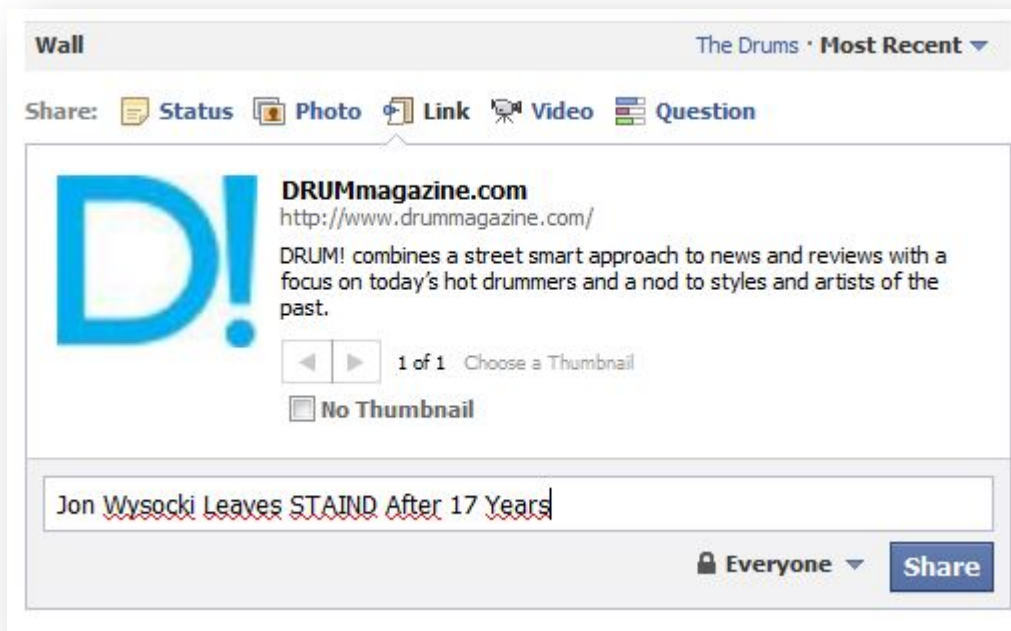 Wall The Drums · Most Recent
Share: Status Photo Link Video Question
D!
DRUMmagazine.com
http://www.drummagazine.com/
DRUM! combines a street smart approach to news and reviews with a
focus on today's hot drummers and a nod to styles and artists of the
past.
1 of 1 Choose a Thumbnail
No Thumbnail
Jon Wysocki Leaves STAIND After 17 Years
Everyone Share